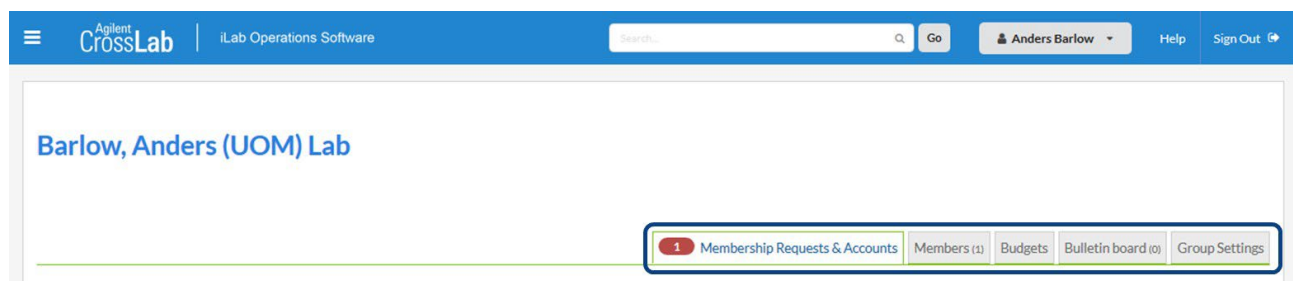 Agilent CrossLab iLab Operations Software Search... Go Anders Barlow Help Sign Out
Barlow, Anders (UOM) Lab
1 Membership Requests & Accounts Members (1) Budgets Bulletin board (0) Group Settings